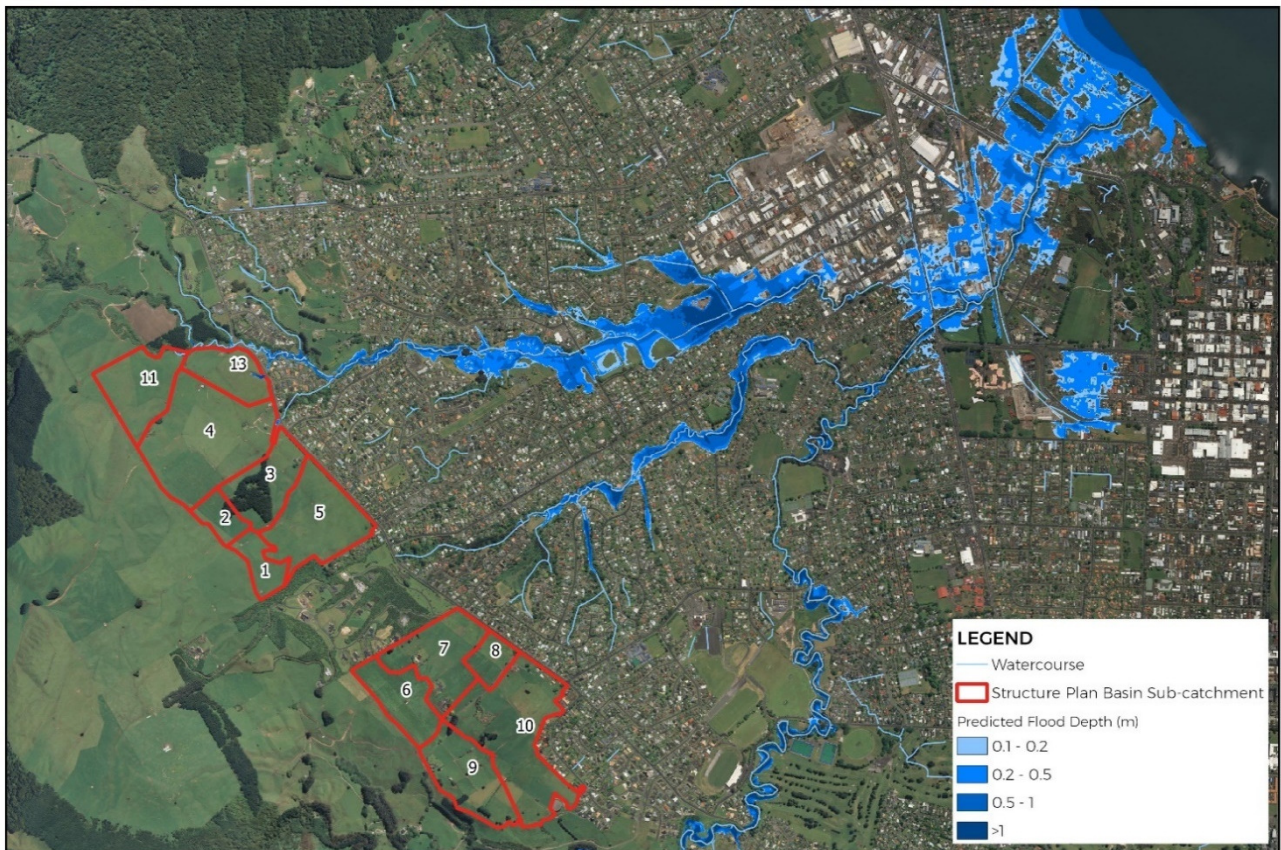 11
13
4
3
2
5
1
7
8
6
10
9
LEGEND
Watercourse
Structure Plan Basin Sub-catchment
Predicted Flood Depth (m)
0.1 - 0.2
0.2 - 0.5
0.5 - 1
>1